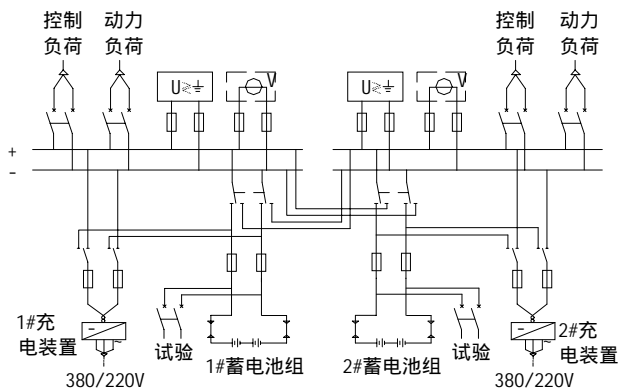 控制
负荷
动力
负荷
控制
负荷
动力
负荷
U
V
U
V
+
-
1#充
电装置
380/220V
试验
1#蓄电池组
2#蓄电池组
试验
2#充
电装置
380/220V